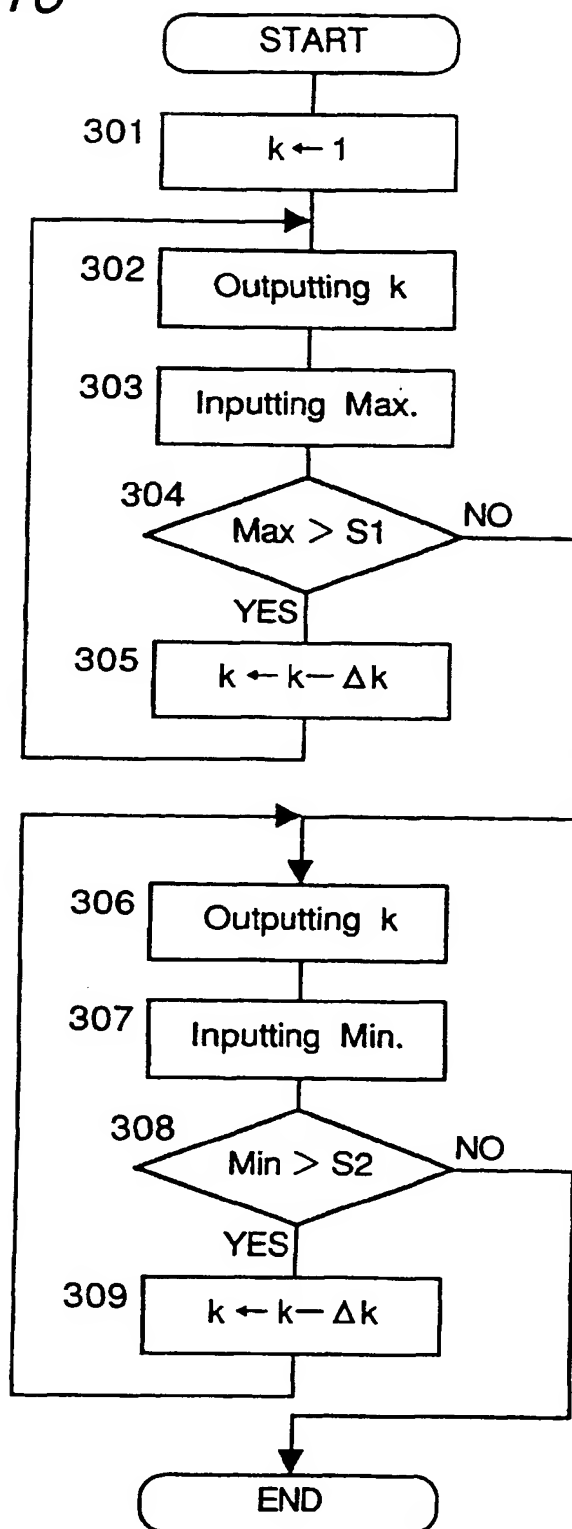 START
301
k ← 1
302
Outputting k
303
Inputting Max.
304
Max > S1
NO
YES
305
k ← k − Δk
306
Outputting k
307
Inputting Min.
308
Min > S2
NO
YES
309
k ← k − Δk
END